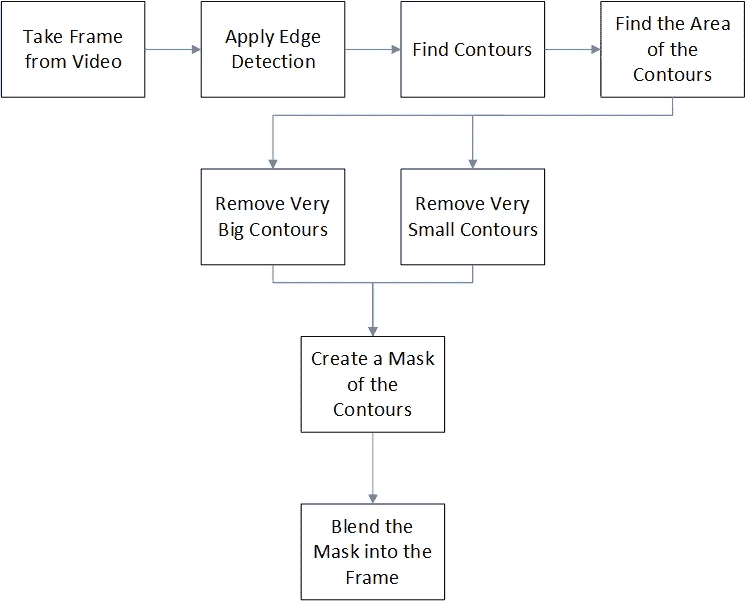 Take Frame
from Video
Apply Edge
Detection
Find Contours
Find the Area
of the
Contours
Remove Very
Big Contours
Remove Very
Small Contours
Create a Mask
of the
Contours
Blend the
Mask into the
Frame